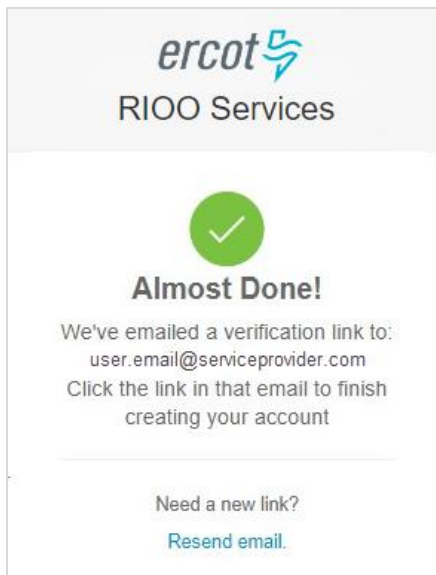 ercot
RIOO Services
Almost Done!
We've emailed a verification link to:
user.email@serviceprovider.com
Click the link in that email to finish
creating your account
Need a new link?
Resend email.